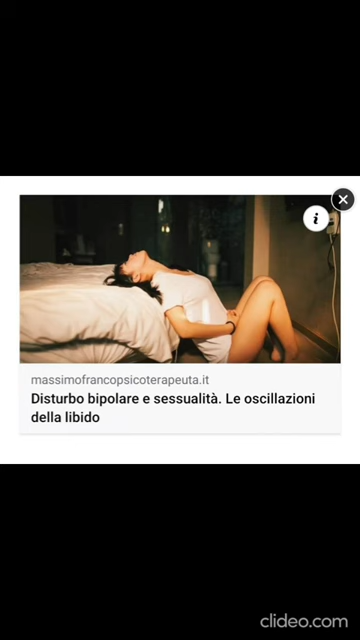 massimofrancopsicoterapeuta.it
Disturbo bipolare e sessualità. Le oscillazioni
della libido
clideo.com